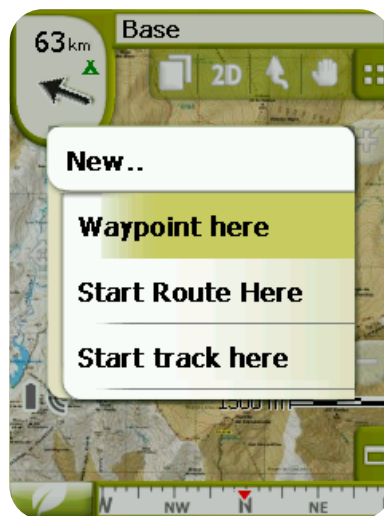 Base
63km
2D
New..
Waypoint here
Start Route Here
Start track here
W NW N NE